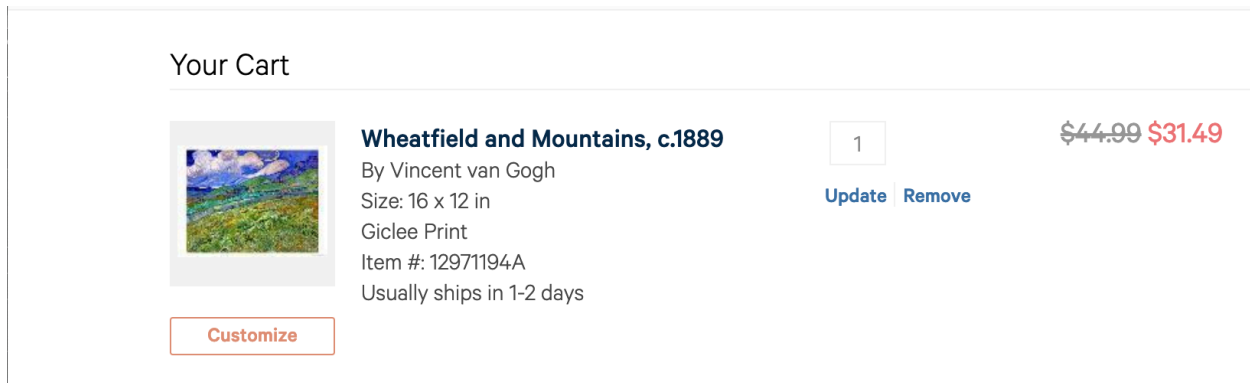 Your Cart
Wheatfield and Mountains, c.1889
By Vincent van Gogh
Size: 16 x 12 in
Giclee Print
Item #: 12971194A
Usually ships in 1-2 days
Customize
1
Update Remove
$44.99 $31.49